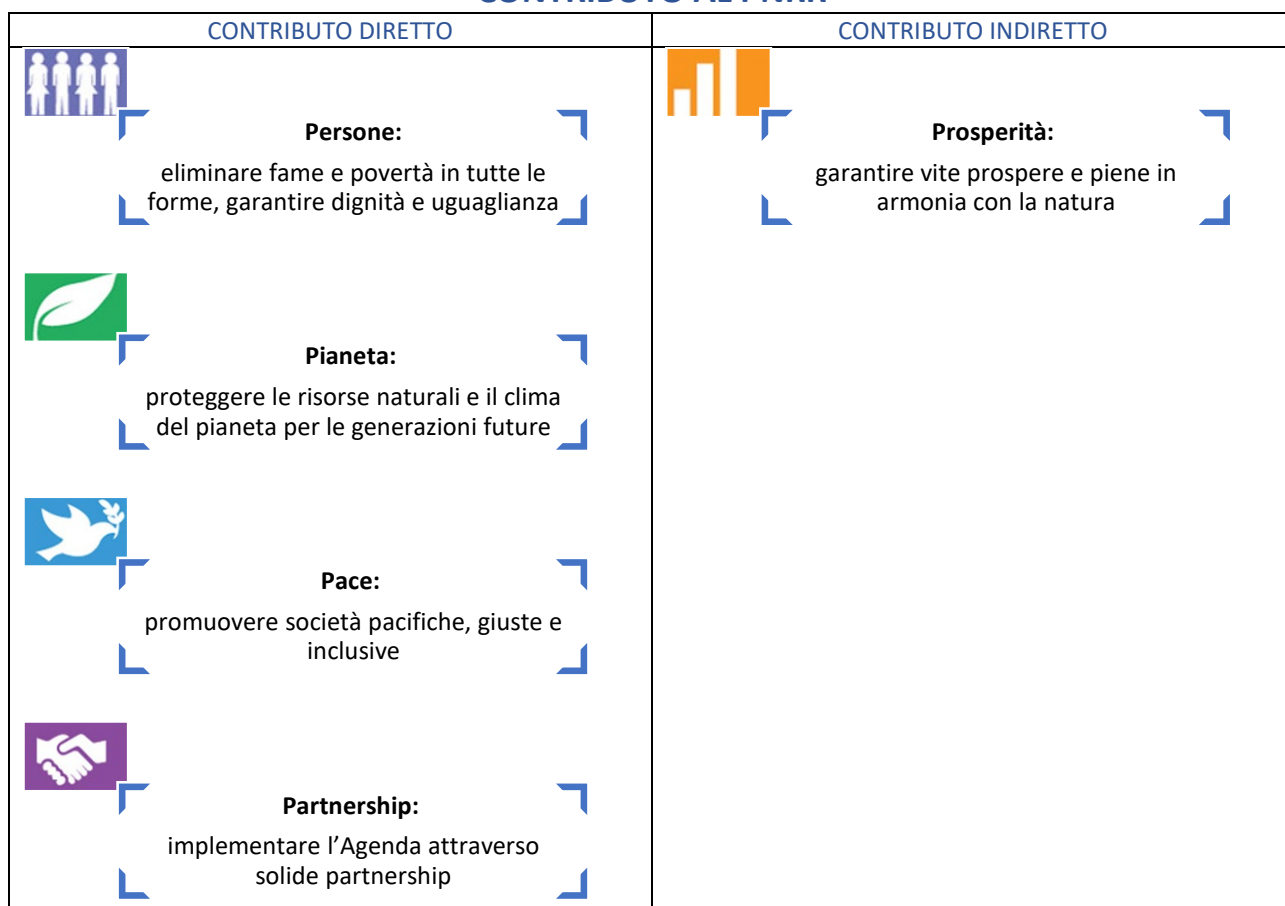 CONTRIBUTO DIRETTO
CONTRIBUTO INDIRETTO
Persone:
eliminare fame e povertà in tutte le
forme, garantire dignità e uguaglianza
Prosperità:
garantire vite prospere e piene in
armonia con la natura
Pianeta:
proteggere le risorse naturali e il clima
del pianeta per le generazioni future
Pace:
promuovere società pacifiche, giuste e
inclusive
Partnership:
implementare l’Agenda attraverso
solide partnership